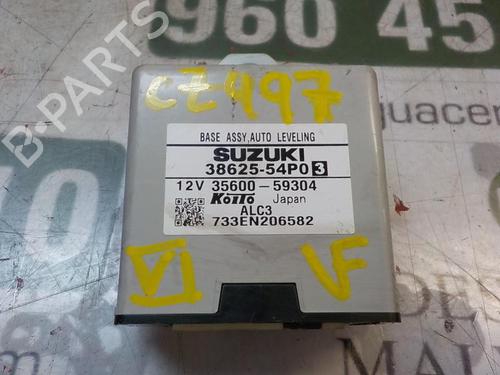 960 45
CZ497
BASE ASSY,AUTO LEVELING
SUZUKI
38625-54P0 3
12V 35600-59304
KOITO Japan
ALC3
733EN206582
VI VF